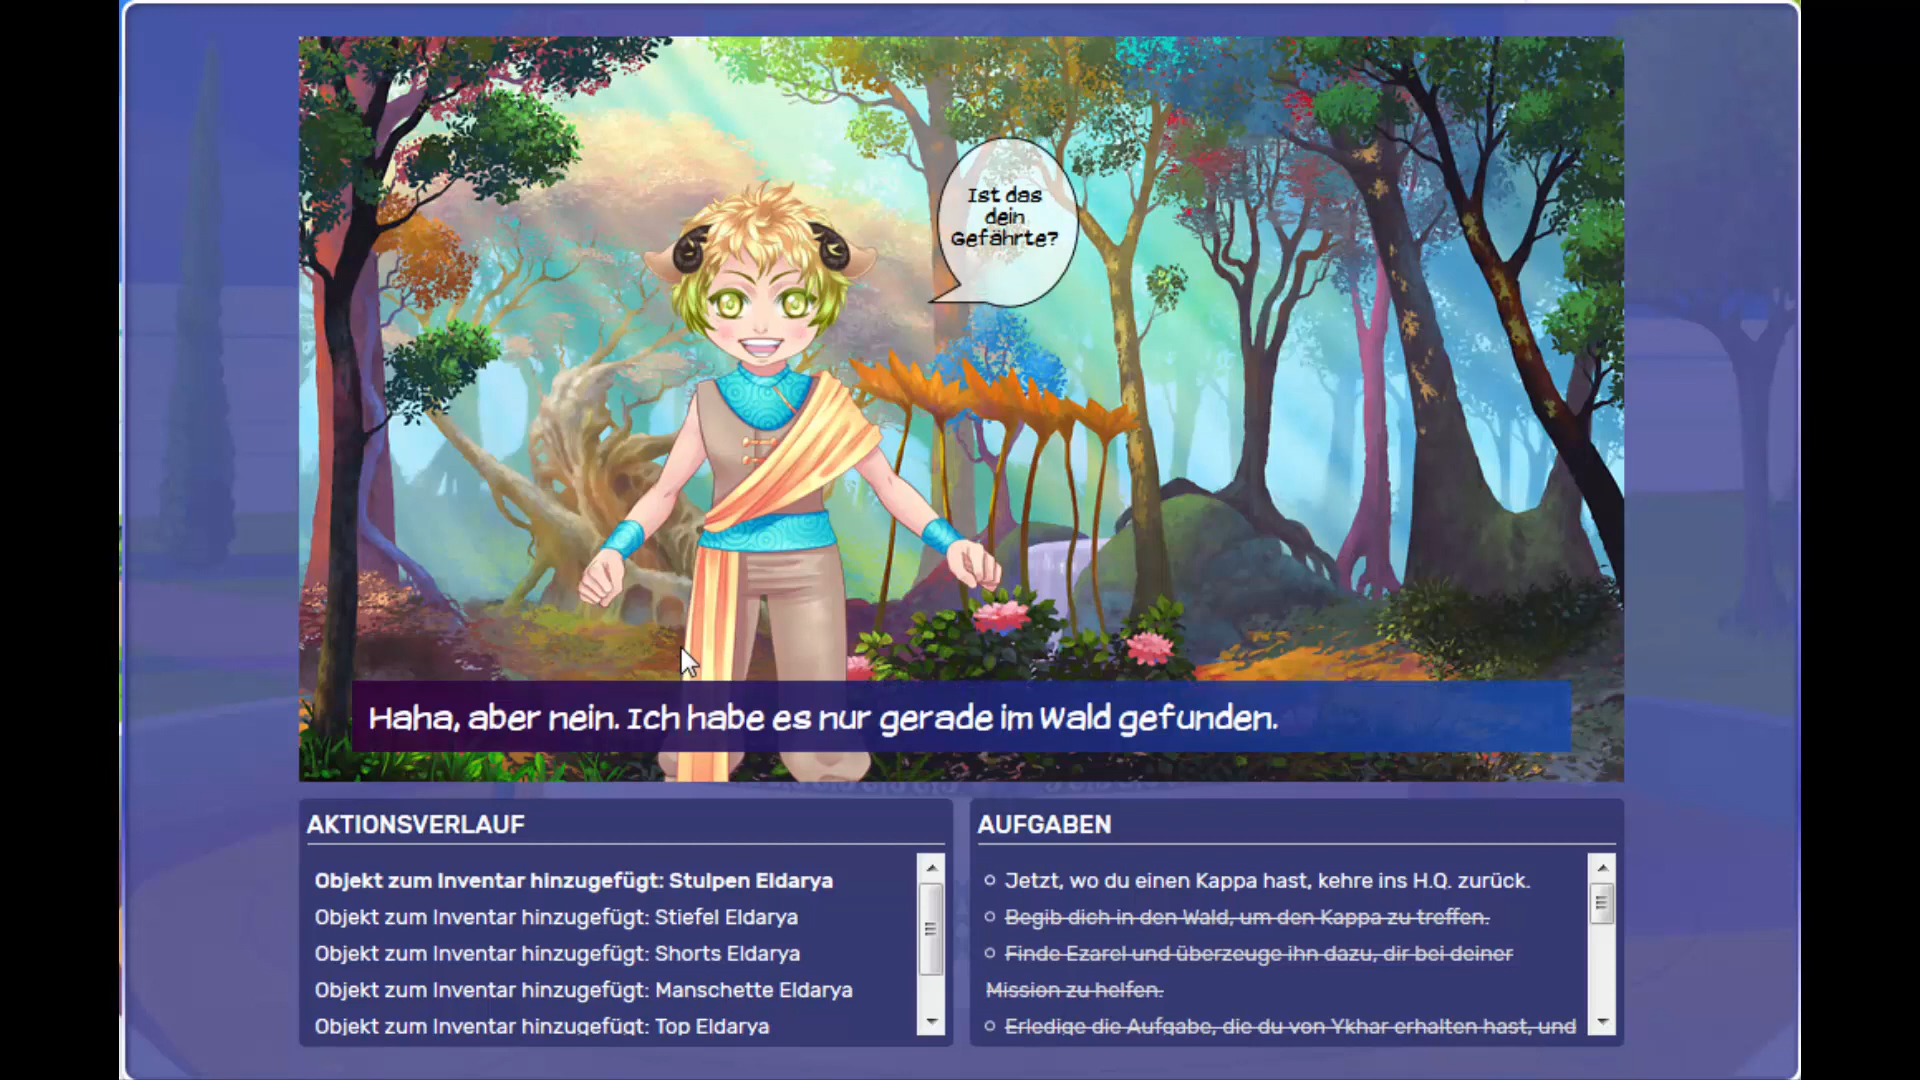 Ist das
dein
Gefährte?
Haha, aber nein. Ich habe es nur gerade im Wald gefunden.
AKTIONSVERLAUF
Objekt zum Inventar hinzugefügt: Stulpen Eldarya
Objekt zum Inventar hinzugefügt: Stiefel Eldarya
Objekt zum Inventar hinzugefügt: Shorts Eldarya
Objekt zum Inventar hinzugefügt: Manschette Eldarya
Objekt zum Inventar hinzugefügt: Top Eldarya
AUFGABEN
Jetzt, wo du einen Kappa hast, kehre ins H.Q. zurück.
Begib dich in den Wald, um den Kappa zu treffen.
Finde Ezarel und überzeuge ihn dazu, dir bei deiner
Mission zu helfen.
Erledige die Aufgabe, die du von Ykhar erhalten hast, und